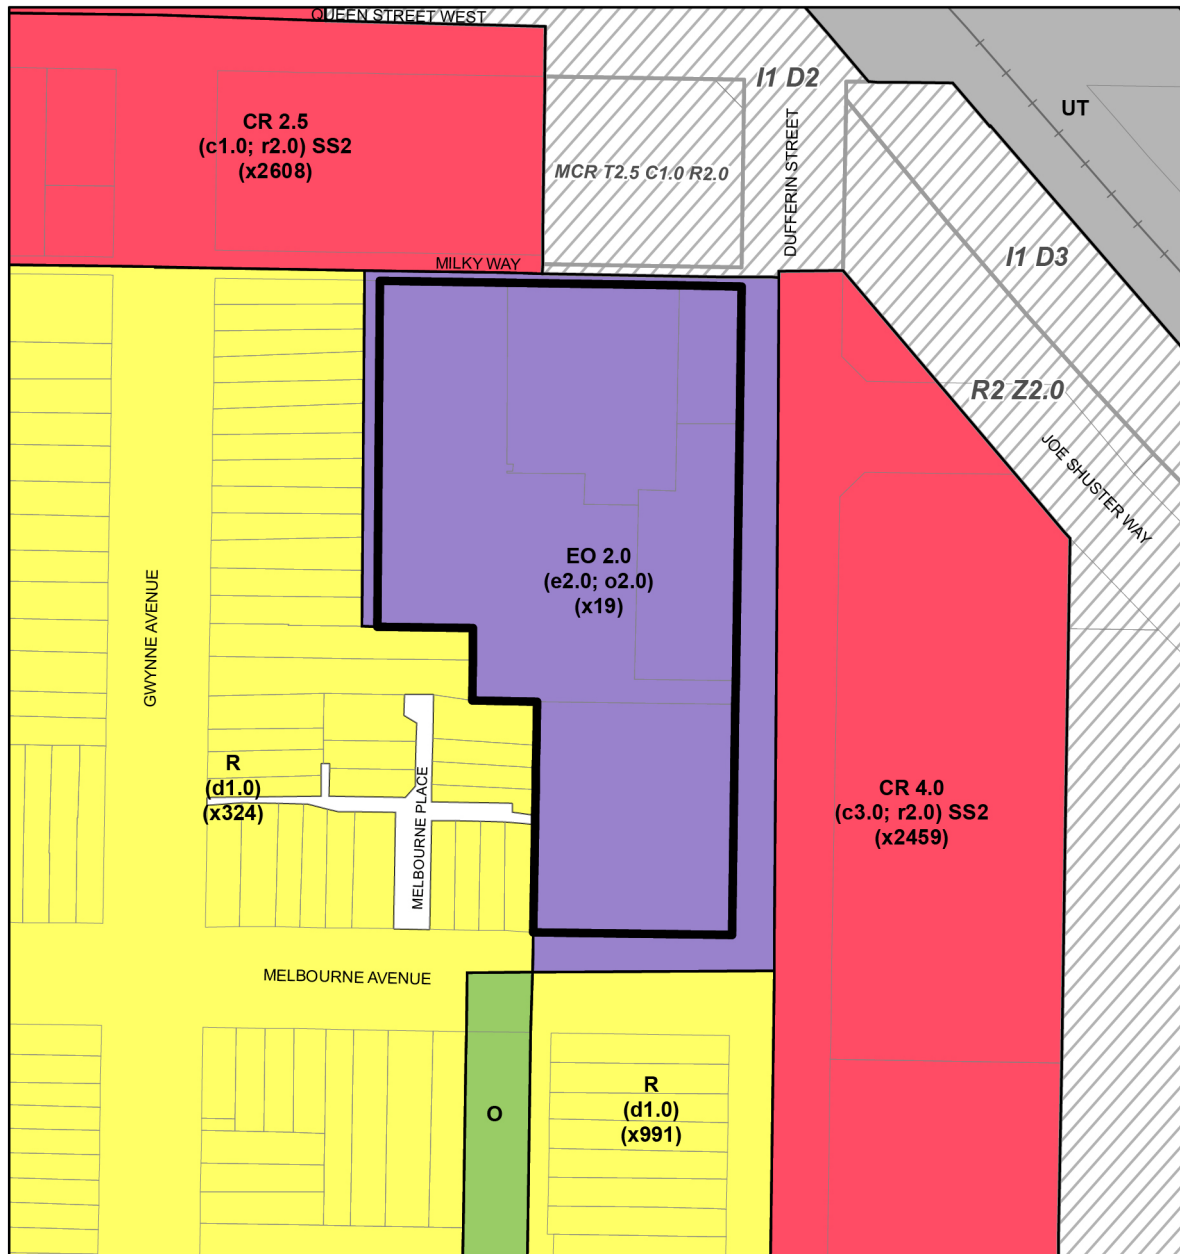 QUEEN STREET WEST
I1 D2
UT
CR 2.5
(c1.0; r2.0) SS2
(x2608)
MCR T2.5 C1.0 R2.0
DUFFERIN STREET
MILKY WAY
I1 D3
R2 Z2.0
JOE SHUSTER WAY
EO 2.0
(e2.0; o2.0)
(x19)
GWYNNE AVENUE
R
(d1.0)
(x324)
MELBOURNE PLACE
CR 4.0
(c3.0; r2.0) SS2
(x2459)
MELBOURNE AVENUE
O
R
(d1.0)
(x991)